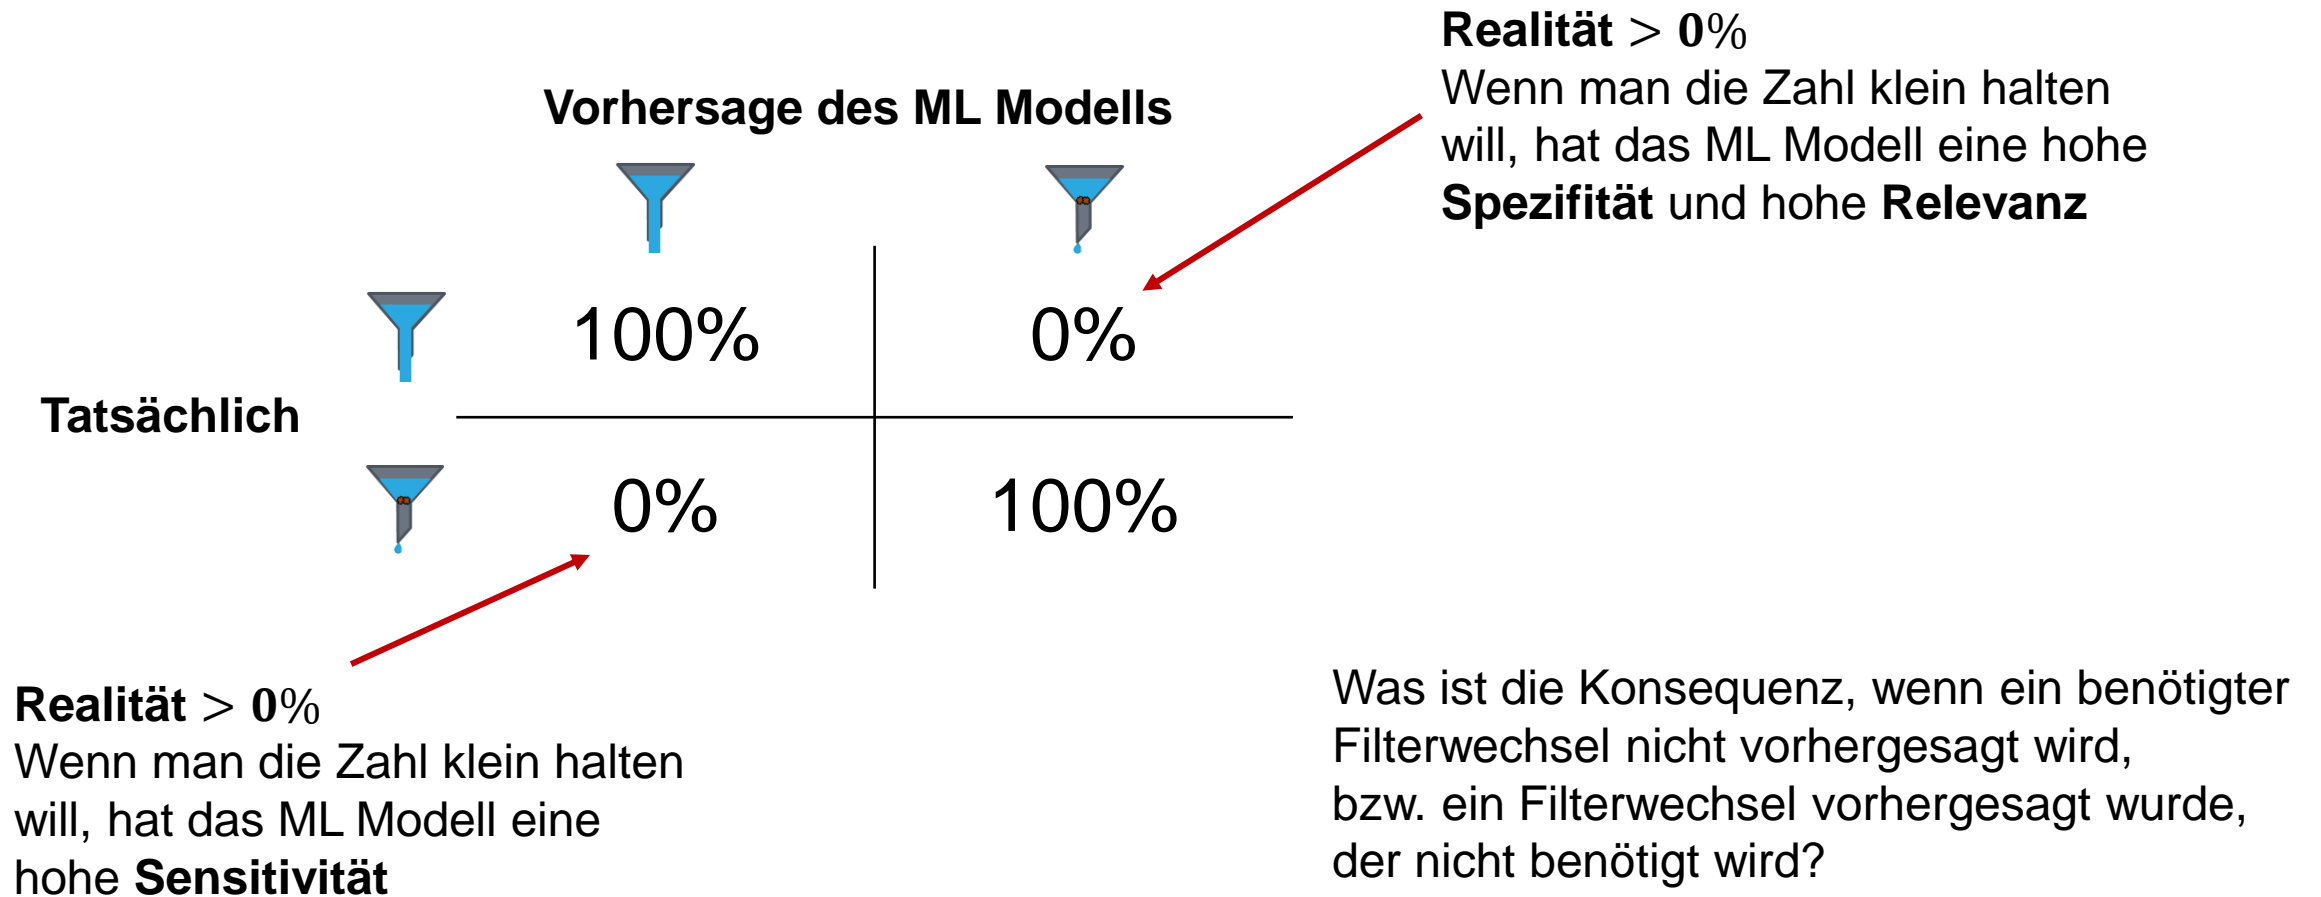 Realität > 0%
Wenn man die Zahl klein halten
will, hat das ML Modell eine hohe
Spezifität und hohe Relevanz
Vorhersage des ML Modells
100%
0%
Tatsächlich
0%
100%
Realität > 0%
Wenn man die Zahl klein halten
will, hat das ML Modell eine
hohe Sensitivität
Was ist die Konsequenz, wenn ein benötigter
Filterwechsel nicht vorhergesagt wird,
bzw. ein Filterwechsel vorhergesagt wurde,
der nicht benötigt wird?